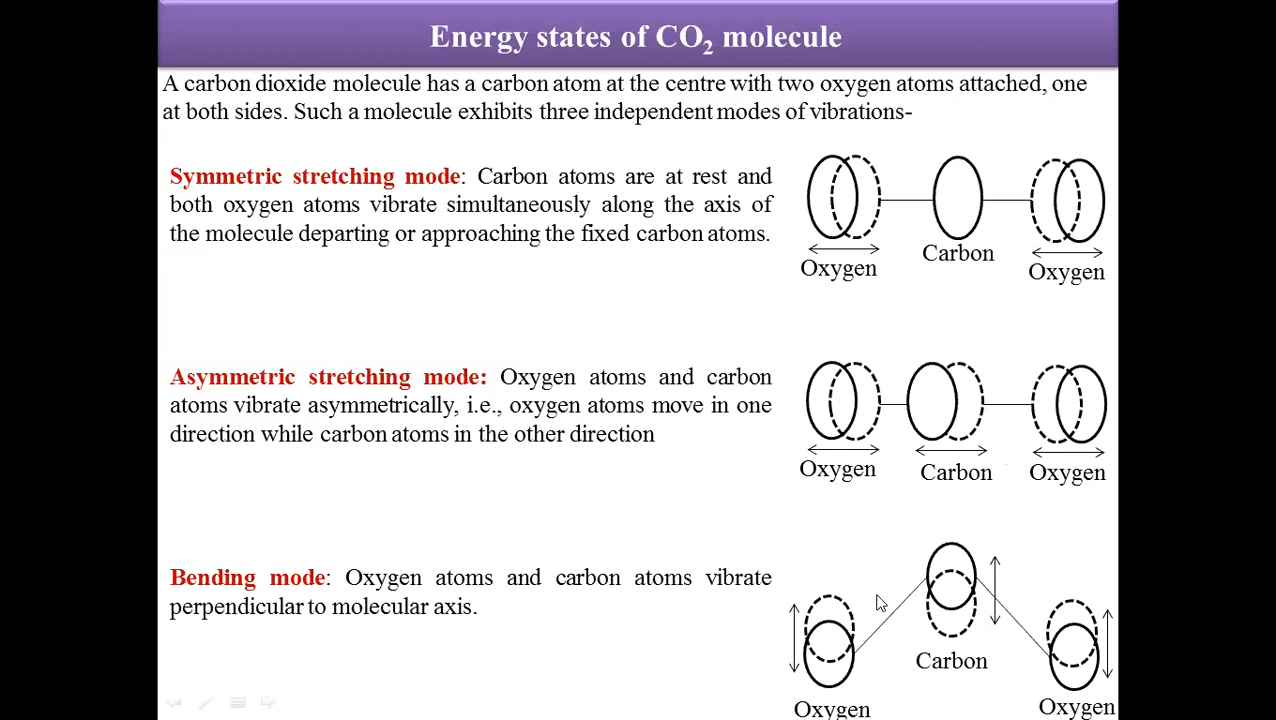 Energy states of CO₂ molecule
A carbon dioxide molecule has a carbon atom at the centre with two oxygen atoms attached, one
at both sides. Such a molecule exhibits three independent modes of vibrations-
Symmetric stretching mode: Carbon atoms are at rest and
both oxygen atoms vibrate simultaneously along the axis of
the molecule departing or approaching the fixed carbon atoms.
Oxygen
Carbon
Oxygen
Asymmetric stretching mode: Oxygen atoms and carbon
atoms vibrate asymmetrically, i.e., oxygen atoms move in one
direction while carbon atoms in the other direction
Oxygen
Carbon
Oxygen
Bending mode: Oxygen atoms and carbon atoms vibrate
perpendicular to molecular axis.
Carbon
Oxygen
Oxygen